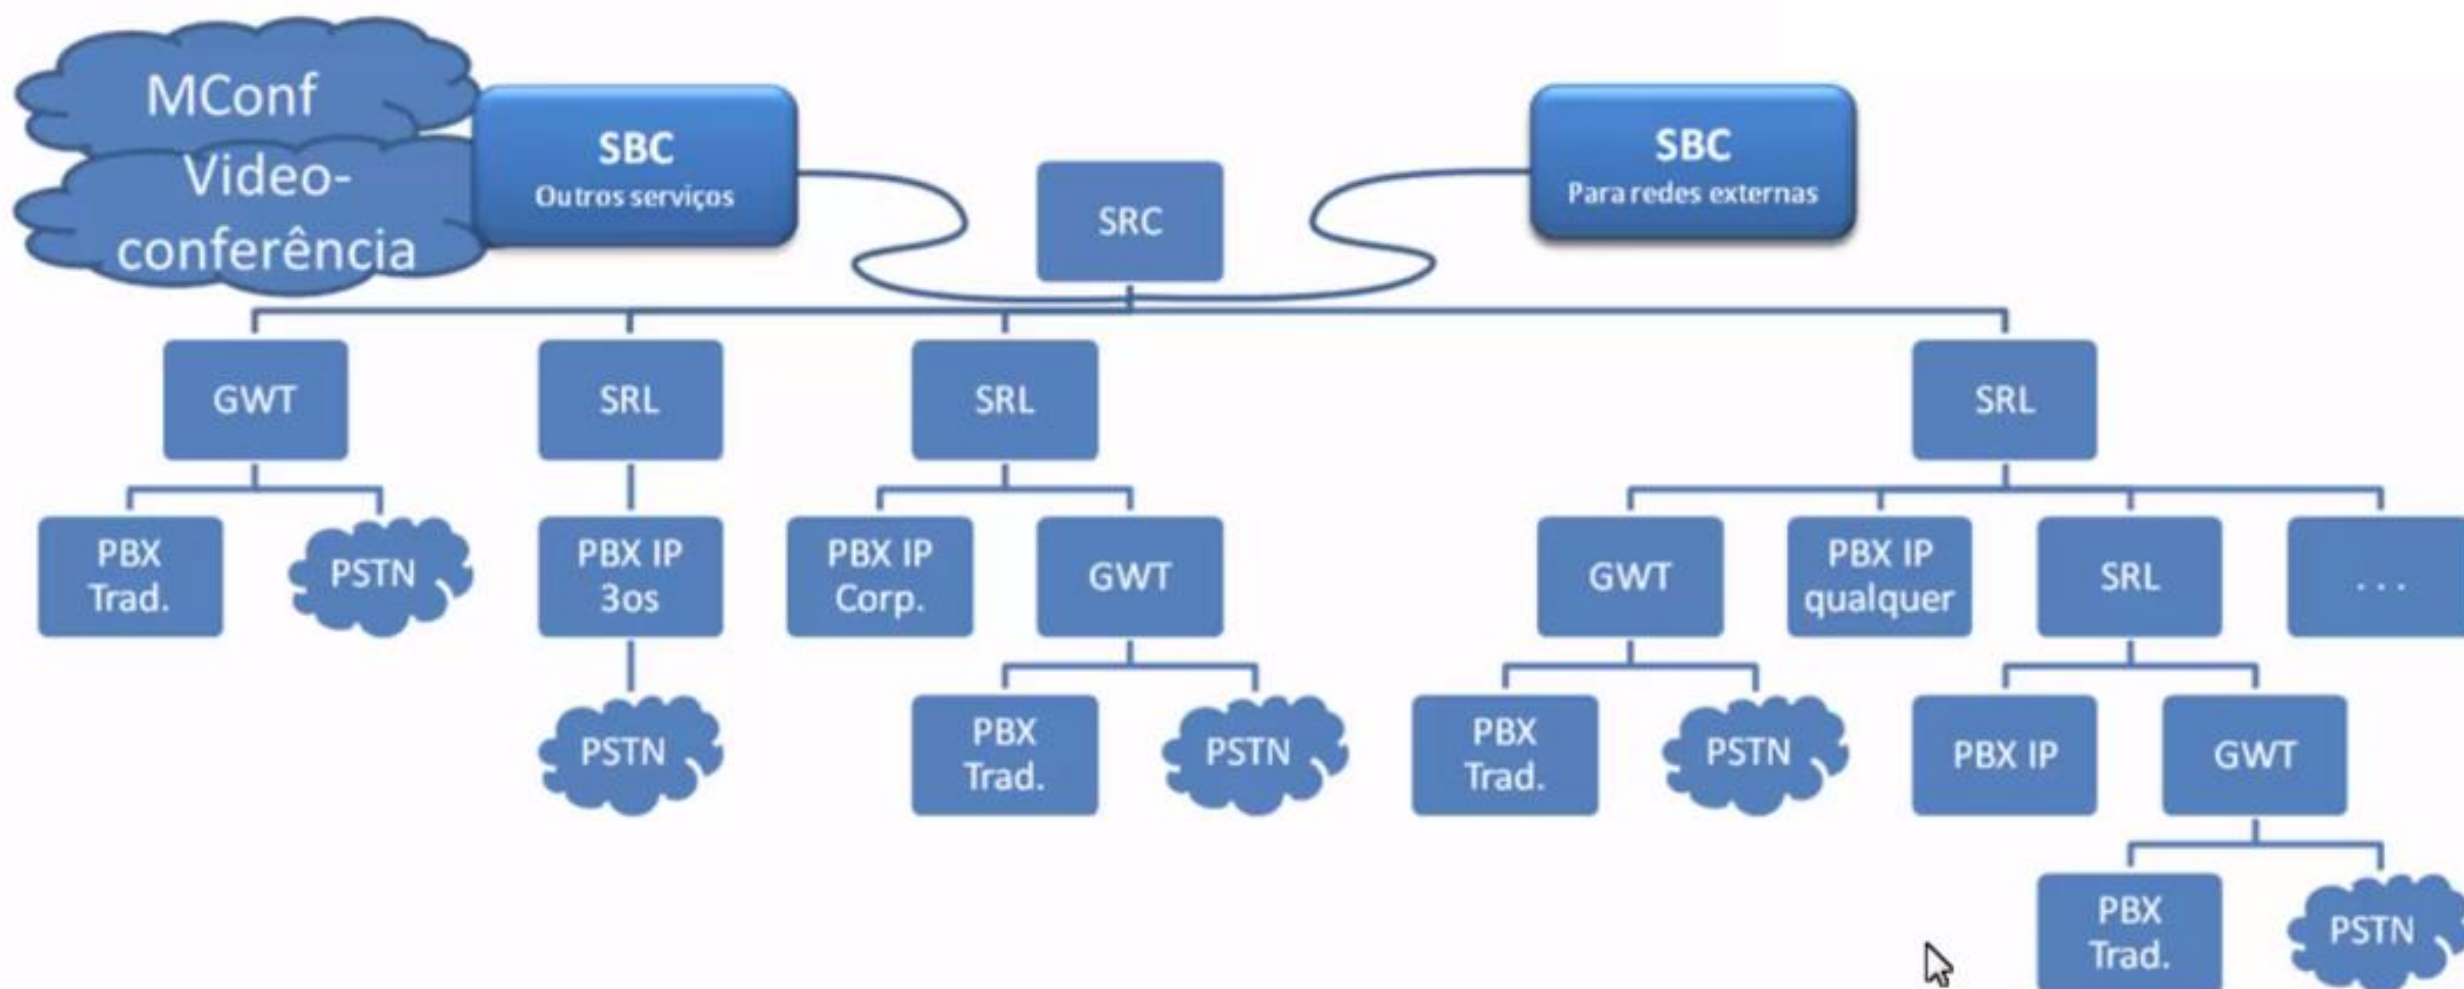 MConf
Video-
conferência
SBC
Outros serviços
SRC
SBC
Para redes externas
GWT
SRL
SRL
SRL
PBX
Trad.
PSTN
PBX IP
3os
PBX IP
Corp.
GWT
GWT
PBX IP
qualquer
SRL
. . .
PSTN
PBX
Trad.
PSTN
PBX
Trad.
PSTN
PBX IP
GWT
PBX
Trad.
PSTN